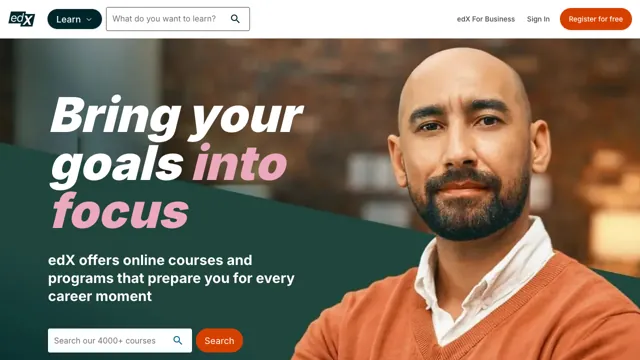 edX
Learn
What do you want to learn?
edX For Business
Sign In
Register for free
Bring your
goals into
focus
edX offers online courses and
programs that prepare you for every
career moment
Search our 4000+ courses
Search